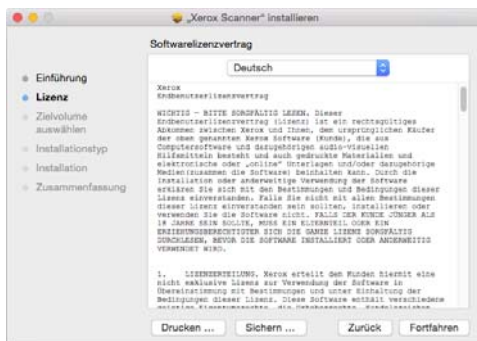 „Xerox Scanner“ installieren
Softwarelizenzvertrag
Einführung
Lizenz
Zielvolume
auswählen
Installationstyp
Installation
Zusammenfassung
Deutsch
Xerox
Endbenutzerlizenzvertrag
WICHTIG – BITTE SORGFÄLTIG LESEN. Dieser
Endbenutzerlizenzvertrag (Lizenz) ist ein rechtsgültiges
Abkommen zwischen Xerox und Ihnen, dem ursprünglichen Käufer
der oben genannten Xerox Software (Kunde), die aus
Computersoftware und dazugehörigen audio-visuellen
Hilfsmitteln besteht und auch gedruckte Materialien und
elektronische oder „online“ Unterlagen und/oder dazugehörige
Medien(zusammen die Software) beinhalten kann. Durch die
Installation oder anderweitige Verwendung der Software
erklären Sie sich mit den Bestimmungen und Bedingungen dieser
Lizenz einverstanden. Falls Sie nicht mit allen Bestimmungen
dieser Lizenz einverstanden sein sollten, installieren oder
verwenden Sie die Software nicht. FALLS DER KUNDE JÜNGER ALS
18 JAHRE SEIN SOLLTE, MUSS EIN ELTERNTEIL ODER EIN
ERZIEHUNGSBERECHTIGTER SICH DIE GANZE LIZENZ SORGFÄLTIG
DURCHLESEN, BEVOR DIE SOFTWARE INSTALLIERT ODER ANDERWEITIG
VERWENDET WIRD.
1. LIZENZERTEILUNG. Xerox erteilt dem Kunden hiermit eine
nicht exklusive Lizenz zur Verwendung der Software in
Übereinstimmung mit Bestimmungen und unter Einhaltung der
Bedingungen dieser Lizenz. Diese Software enthält verschiedene
Drucken ...
Sichern ...
Zurück
Fortfahren